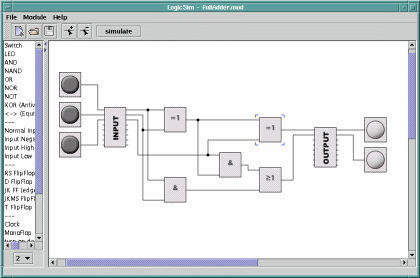 LogicSim - FullAdder.mod
File Module Help
simulate
Switch
LED
AND
NAND
OR
NOR
NOT
XOR (Antiv
<-> (Equi
---
Normal Inp
Input Nega
Input High
Input Low
---
RS FlipFlop
D FlipFlop
JK FF (edge
JKMS FlipFl
T FlipFlop
---
Clock
MonoFlop
INPUT
=1
=1
&
&
≥1
OUTPUT
2